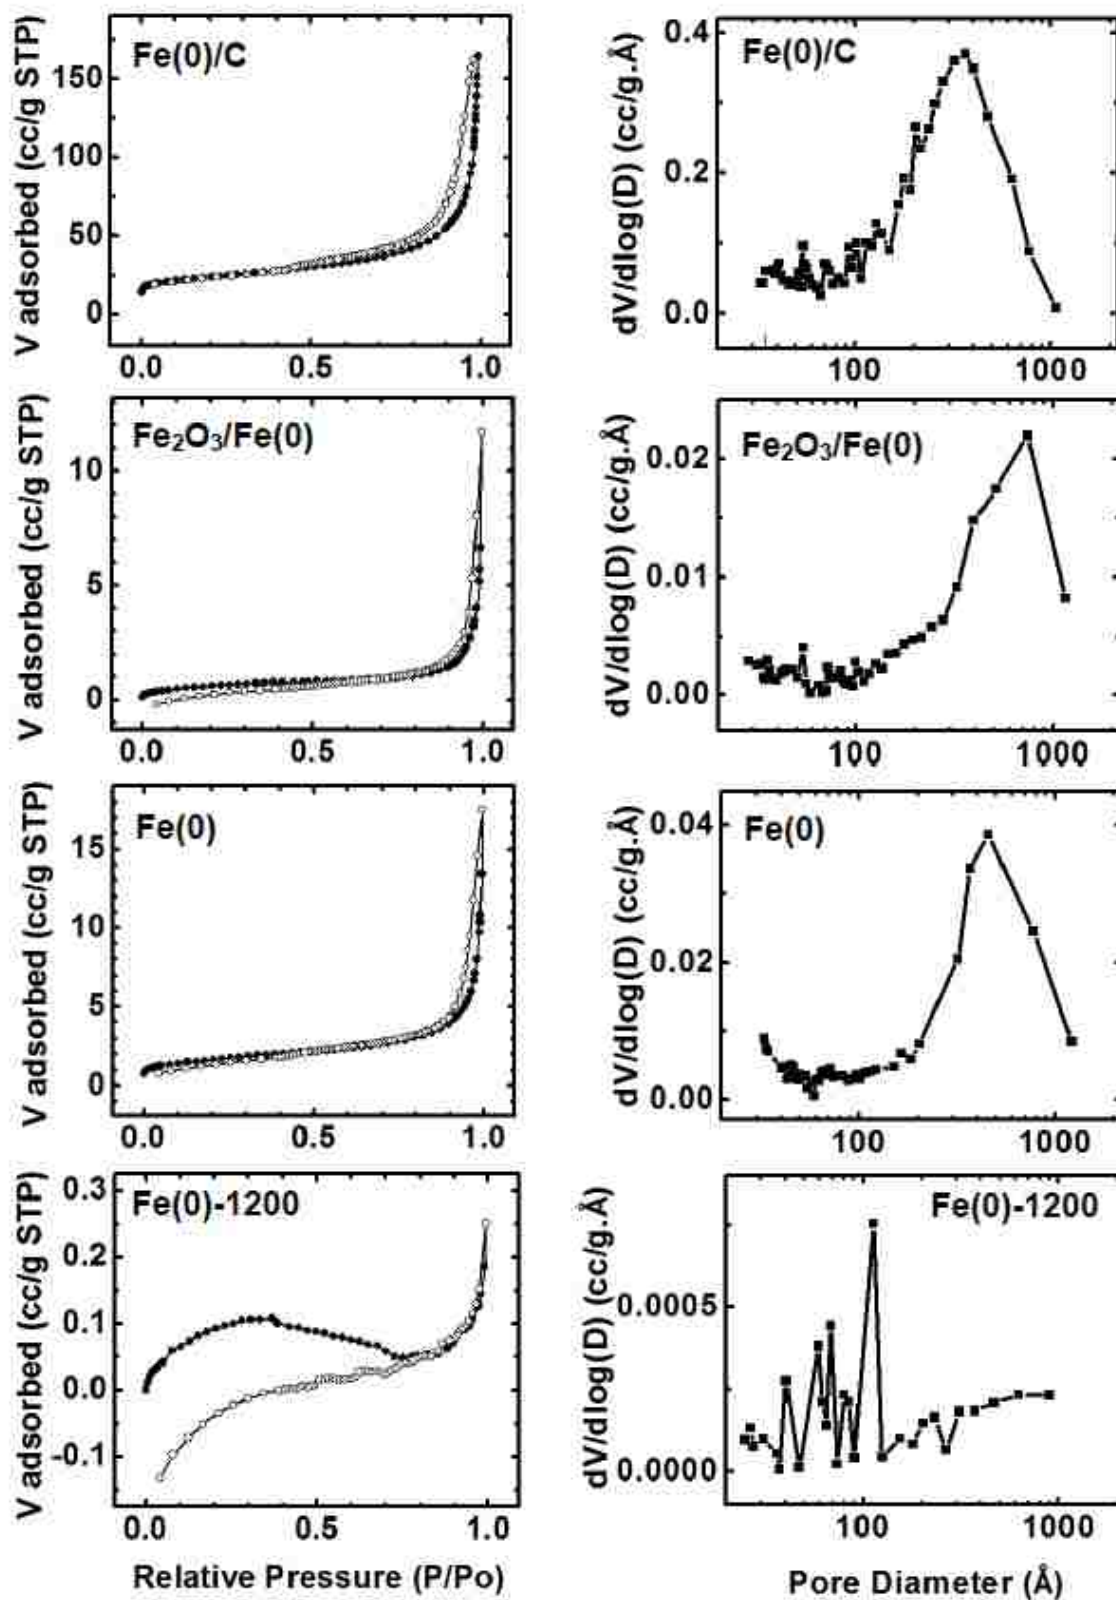 Fe(0)/C
V adsorbed (cc/g STP)
150
100
50
0
0.0 0.5 1.0
Fe(0)/C
dV/dlog(D) (cc/g.Å)
0.4
0.2
0.0
100 1000
Fe₂O₃/Fe(0)
V adsorbed (cc/g STP)
10
5
0
0.0 0.5 1.0
Fe₂O₃/Fe(0)
dV/dlog(D) (cc/g.Å)
0.02
0.01
0.00
100 1000
Fe(0)
V adsorbed (cc/g STP)
15
10
5
0
0.0 0.5 1.0
Fe(0)
dV/dlog(D) (cc/g.Å)
0.04
0.02
0.00
100 1000
Fe(0)-1200
V adsorbed (cc/g STP)
0.3
0.2
0.1
0.0
-0.1
0.0 0.5 1.0
Relative Pressure (P/Po)
Fe(0)-1200
dV/dlog(D) (cc/g.Å)
0.0005
0.0000
100 1000
Pore Diameter (Å)